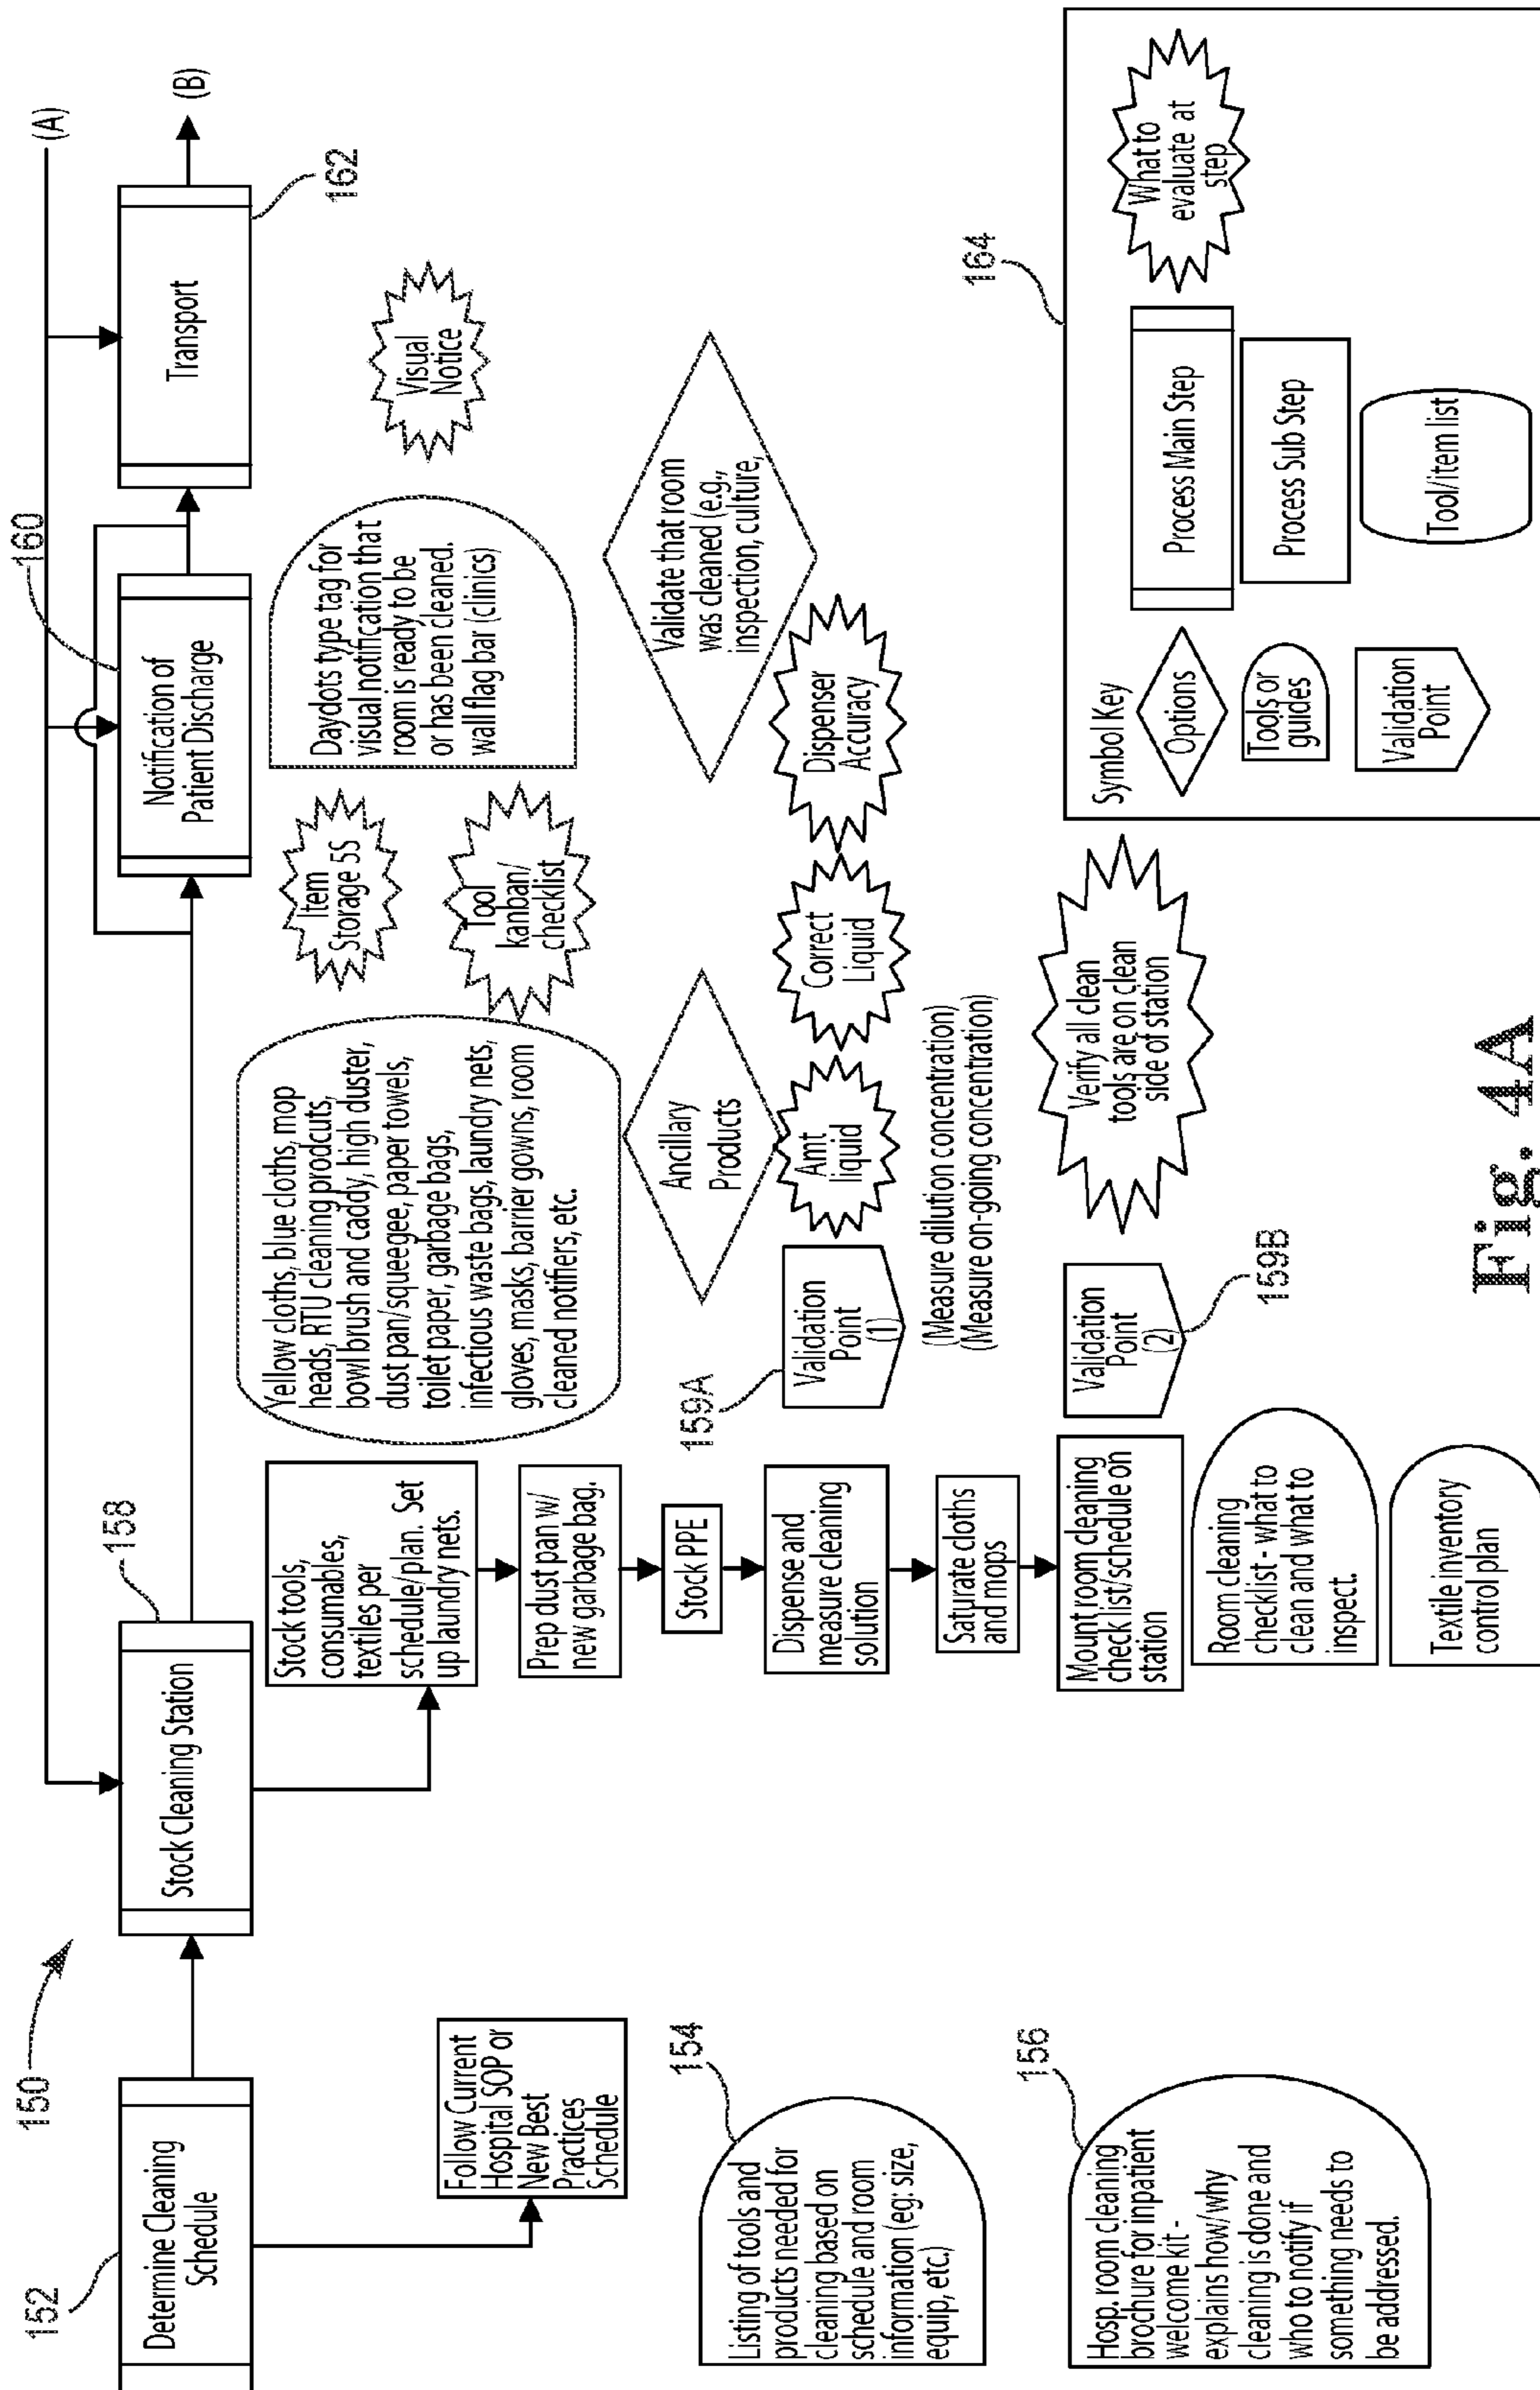 150
152
Determine Cleaning
Schedule
Follow Current
Hospital SOP or
New Best
Practices
Schedule
154
Listing of tools and
products needed for
cleaning based on
schedule and room
information (eg: size,
equip, etc.)
156
Hosp. room cleaning
brochure for inpatient
welcome kit -
explains how/why
cleaning is done and
who to notify if
something needs to
be addressed.
158
Stock Cleaning Station
Stock tools,
consumables,
textiles per
schedule/plan. Set
up laundry nets.
Prep dust pan w/
new garbage bag.
Stock PPE
Dispense and
measure cleaning
solution
Saturate cloths
and mops
Mount room cleaning
check list/schedule on
station
Room cleaning
checklist - what to
clean and what to
inspect.
Textile inventory
control plan
Yellow cloths, blue cloths, mop
heads, RTU cleaning prodcuts,
bowl brush and caddy, high duster,
dust pan/squeegee, paper towels,
toilet paper, garbage bags,
infectious waste bags, laundry nets,
gloves, masks, barrier gowns, room
cleaned notifiers, etc.
Ancillary
Products
159A
Validation
Point
(1)
Amt
liquid
Correct
Liquid
Dispenser
Accuracy
(Measure dilution concentration)
(Measure on-going concentration)
Validation
Point
(2)
159B
Verify all clean
tools are on clean
side of station
Item
Storage 5S
Tool
kanban/
checklist
160
Notification of
Patient Discharge
Daydots type tag for
visual notification that
room is ready to be
or has been cleaned.
wall flag bar (clinics)
Validate that room
was cleaned (e.g.,
inspection, culture,
Visual
Notice
Transport
162
(A)
(B)
164
Symbol Key
Options
Tools or
guides
Validation
Point
Process Main Step
Process Sub Step
Tool/item list
What to
evaluate at
step
Fig. 4A